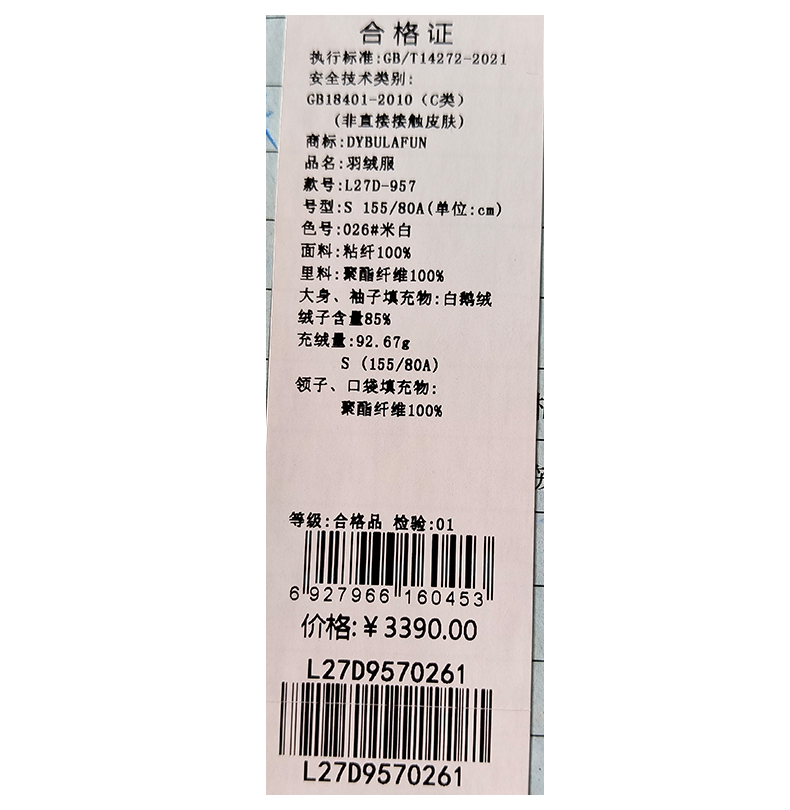 合格证
执行标准:GB/T14272-2021
安全技术类别:
GB18401-2010（C类）
(非直接接触皮肤)
商标:DYBULAFUN
品名:羽绒服
款号:L27D-957
号型:S 155/80A(单位:cm)
色号:026#米白
面料:粘纤100%
里料:聚酯纤维100%
大身、袖子填充物:白鹅绒
绒子含量85%
充绒量:92.67g
S (155/80A)
领子、口袋填充物:
聚酯纤维100%
等级:合格品 检验:01
6 927966 160453
价格:￥3390.00
L27D9570261
L27D9570261